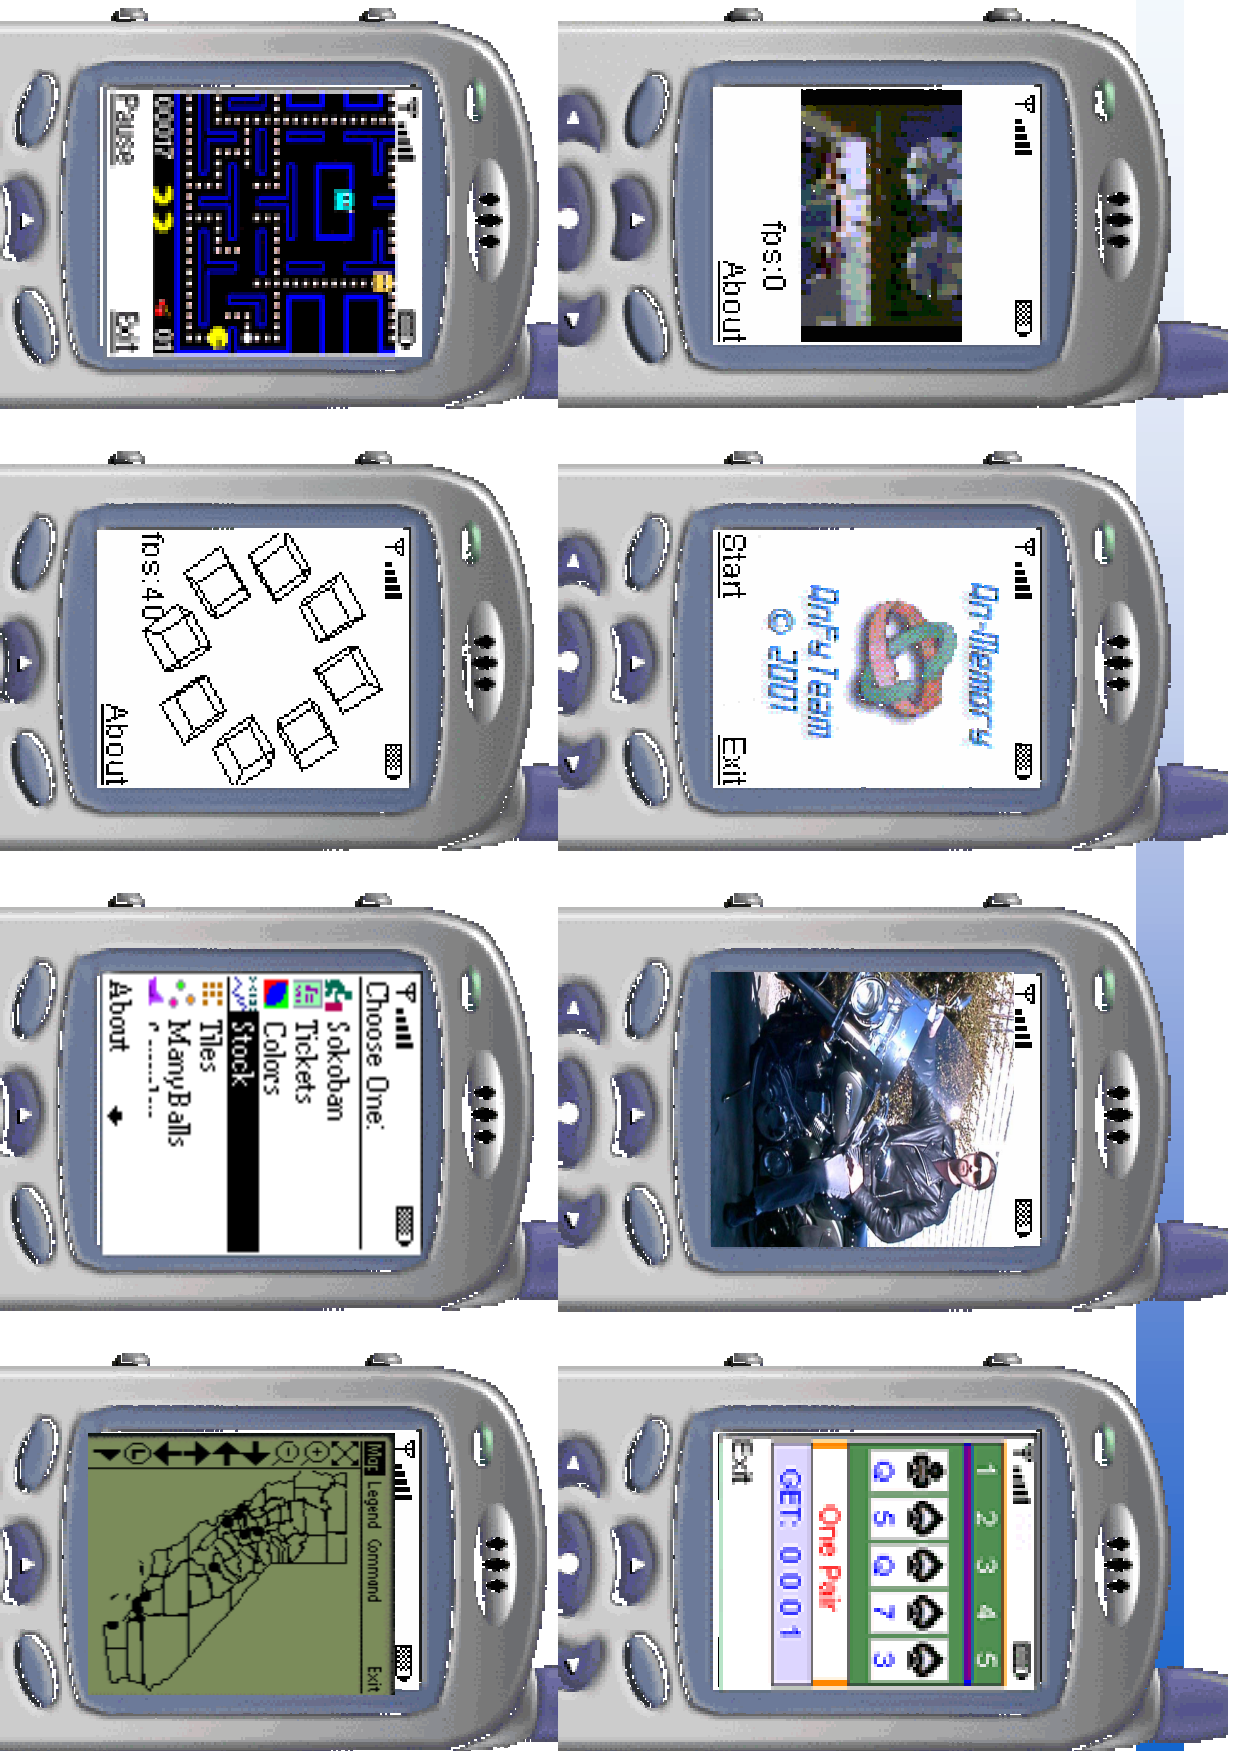 fps:0
About
On-Memory
OnFy Team
© 2001
Start Exit
1 2 3 4 5
Q 5 Q 7 3
One Pair
GET: 0001
Exit
01
Pause Exit
fps:40
About
Choose One:
Sokoban
Tickets
Colors
Stock
Tiles
ManyBalls
About
Map Legend Command Exit
L